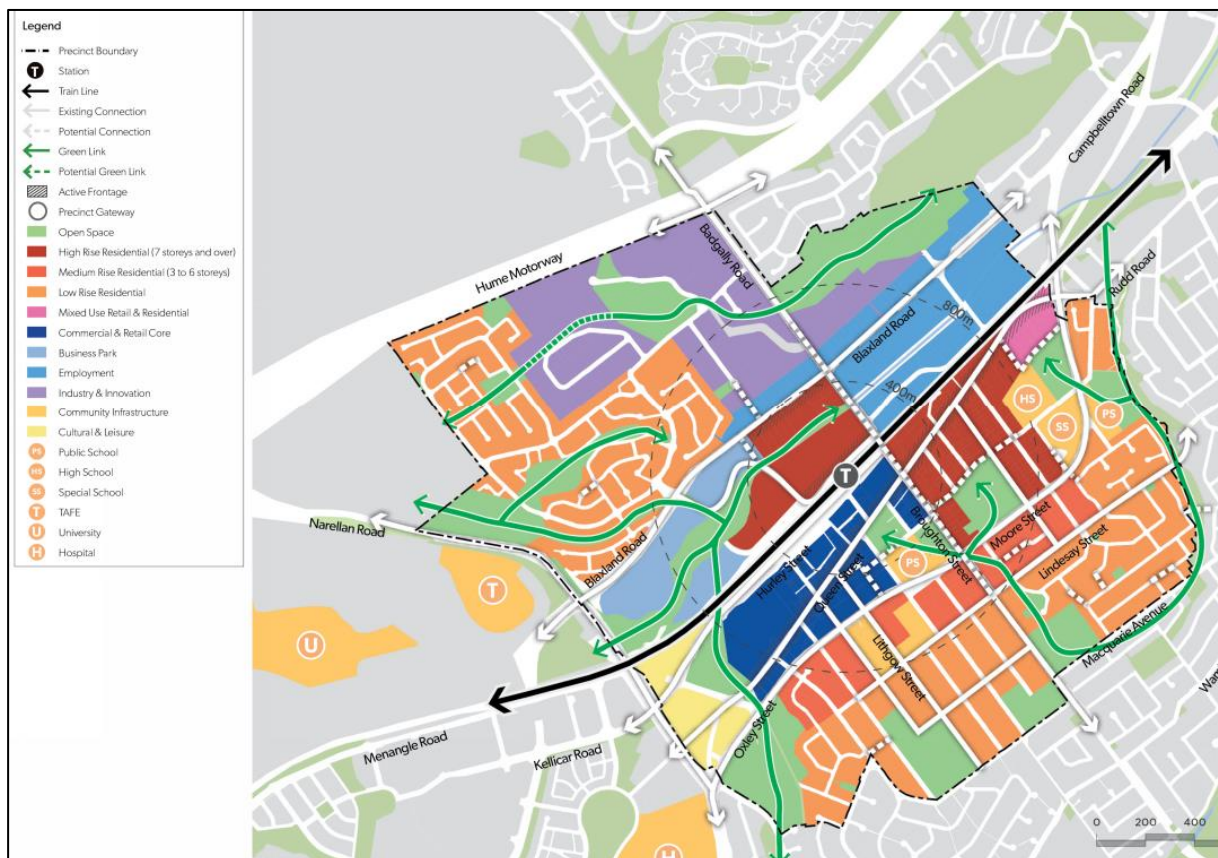 Legend
Precinct Boundary
T Station
Train Line
Existing Connection
Potential Connection
Green Link
Potential Green Link
Active Frontage
Precinct Gateway
Open Space
High Rise Residential (7 storeys and over)
Medium Rise Residential (3 to 6 storeys)
Low Rise Residential
Mixed Use Retail & Residential
Commercial & Retail Core
Business Park
Employment
Industry & Innovation
Community Infrastructure
Cultural & Leisure
PS Public School
HS High School
SS Special School
T TAFE
U University
H Hospital
Campbelltown Road
Badgally Road
Hume Motorway
Rudd Road
800m
Blaxland Road
400m
HS
PS
SS
T
Narellan Road
Broughton Street
Moore Street
Blaxland Road
Hurley Street
Queen Street
PS
Lindesay Street
T
U
Lithgow Street
Macquarie Avenue
Oxley Street
Menangle Road
Kellicar Road
0 200 400
H